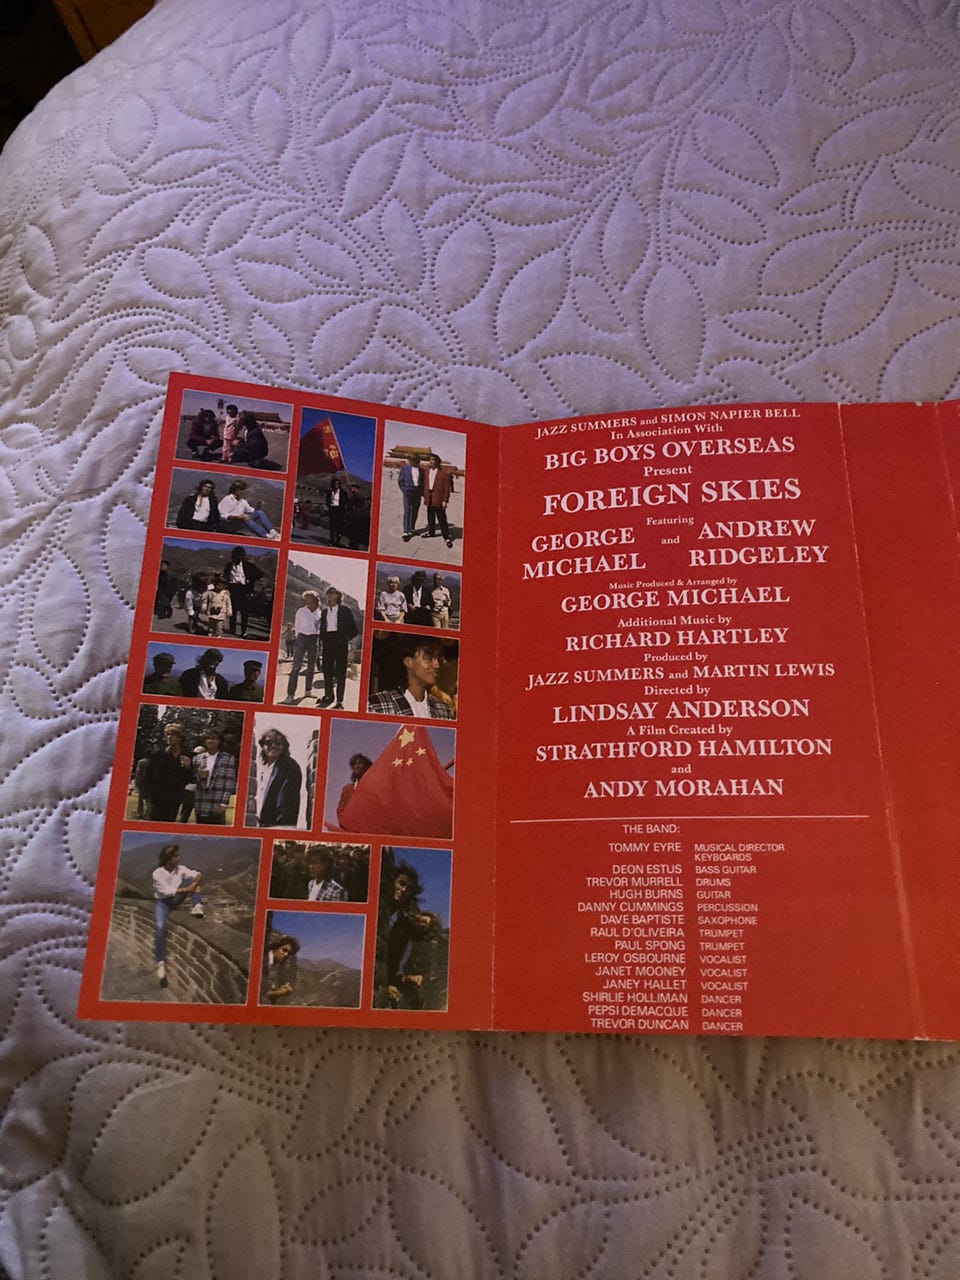 JAZZ SUMMERS and SIMON NAPIER BELL
In Association With
BIG BOYS OVERSEAS
Present
FOREIGN SKIES
Featuring
GEORGE MICHAEL and ANDREW RIDGELEY
Music Produced & Arranged by
GEORGE MICHAEL
Additional Music by
RICHARD HARTLEY
Produced by
JAZZ SUMMERS and MARTIN LEWIS
Directed by
LINDSAY ANDERSON
A Film Created by
STRATHFORD HAMILTON
and
ANDY MORAHAN
THE BAND:
TOMMY EYRE MUSICAL DIRECTOR
KEYBOARDS
DEON ESTUS BASS GUITAR
TREVOR MURRELL DRUMS
HUGH BURNS GUITAR
DANNY CUMMINGS PERCUSSION
DAVE BAPTISTE SAXOPHONE
RAUL D'OLIVEIRA TRUMPET
PAUL SPONG TRUMPET
LEROY OSBOURNE VOCALIST
JANET MOONEY VOCALIST
JANEY HALLET VOCALIST
SHIRLIE HOLLIMAN DANCER
PEPSI DEMACQUE DANCER
TREVOR DUNCAN DANCER